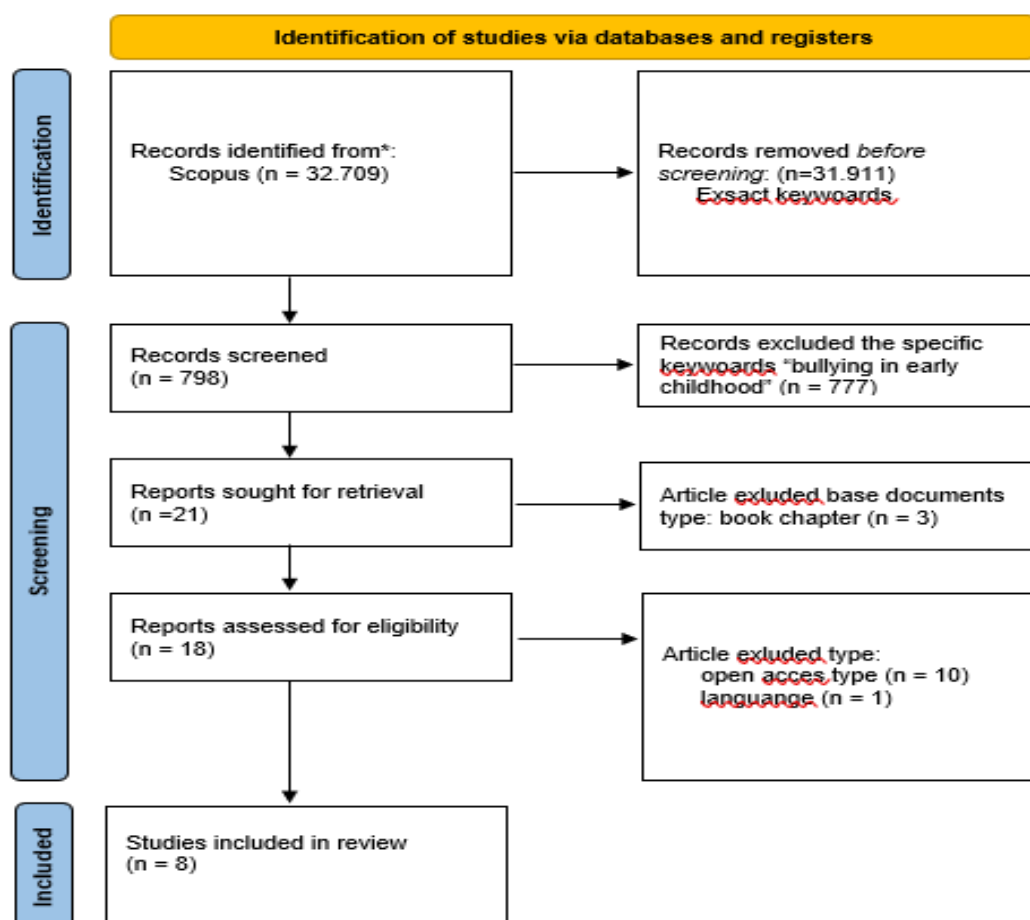 Identification of studies via databases and registers
Identification
Records identified from*:
Scopus (n = 32.709)
Records removed before
screening: (n=31.911)
Exsact keywoards
Screening
Records screened
(n = 798)
Records excluded the specific
keywoards “bullying in early
childhood” (n = 777)
Reports sought for retrieval
(n =21)
Article exluded base documents
type: book chapter (n = 3)
Reports assessed for eligibility
(n = 18)
Article exluded type:
open acces type (n = 10)
languange (n = 1)
Included
Studies included in review
(n = 8)